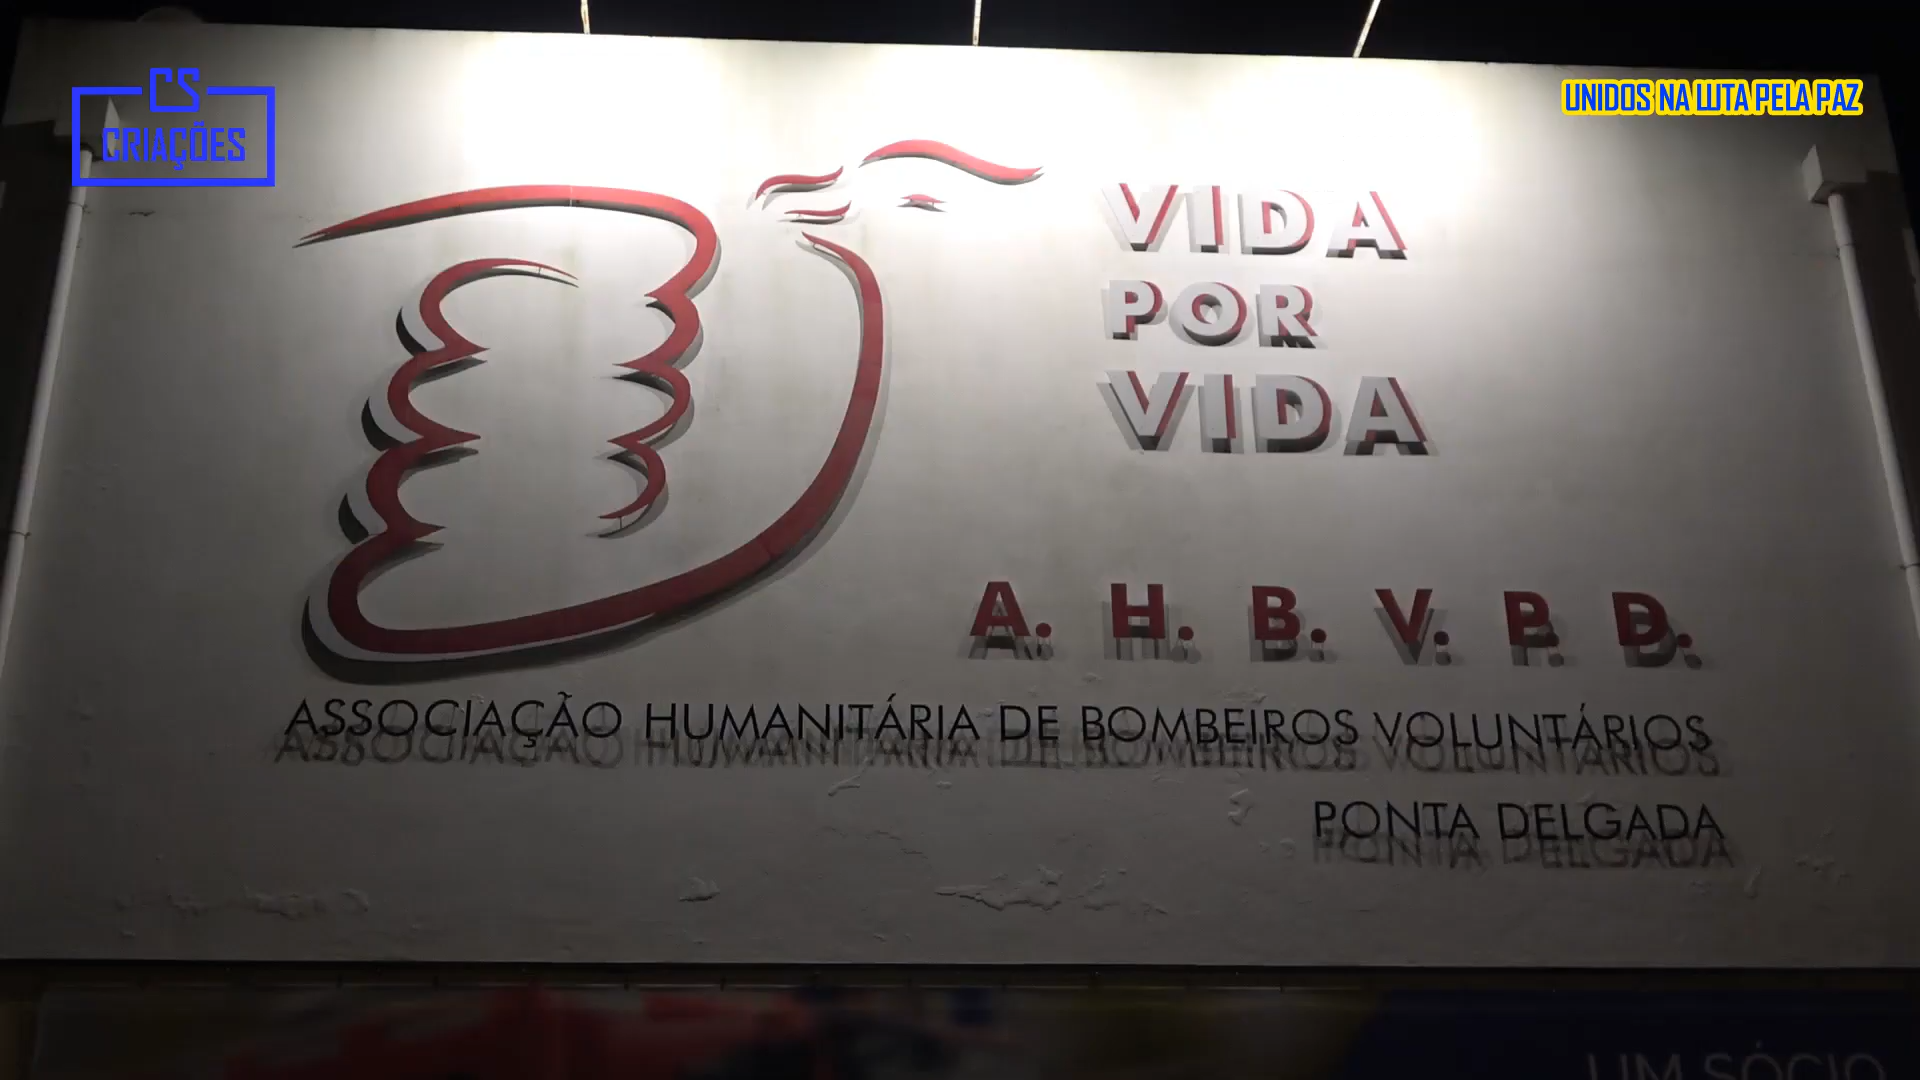 CS
CRIAÇÕES
UNIDOS NA LUTA PELA PAZ
VIDA
POR
VIDA
A. H. B. V. P. D.
ASSOCIAÇÃO HUMANITÁRIA DE BOMBEIROS VOLUNTÁRIOS
PONTA DELGADA
UM SÓCIO